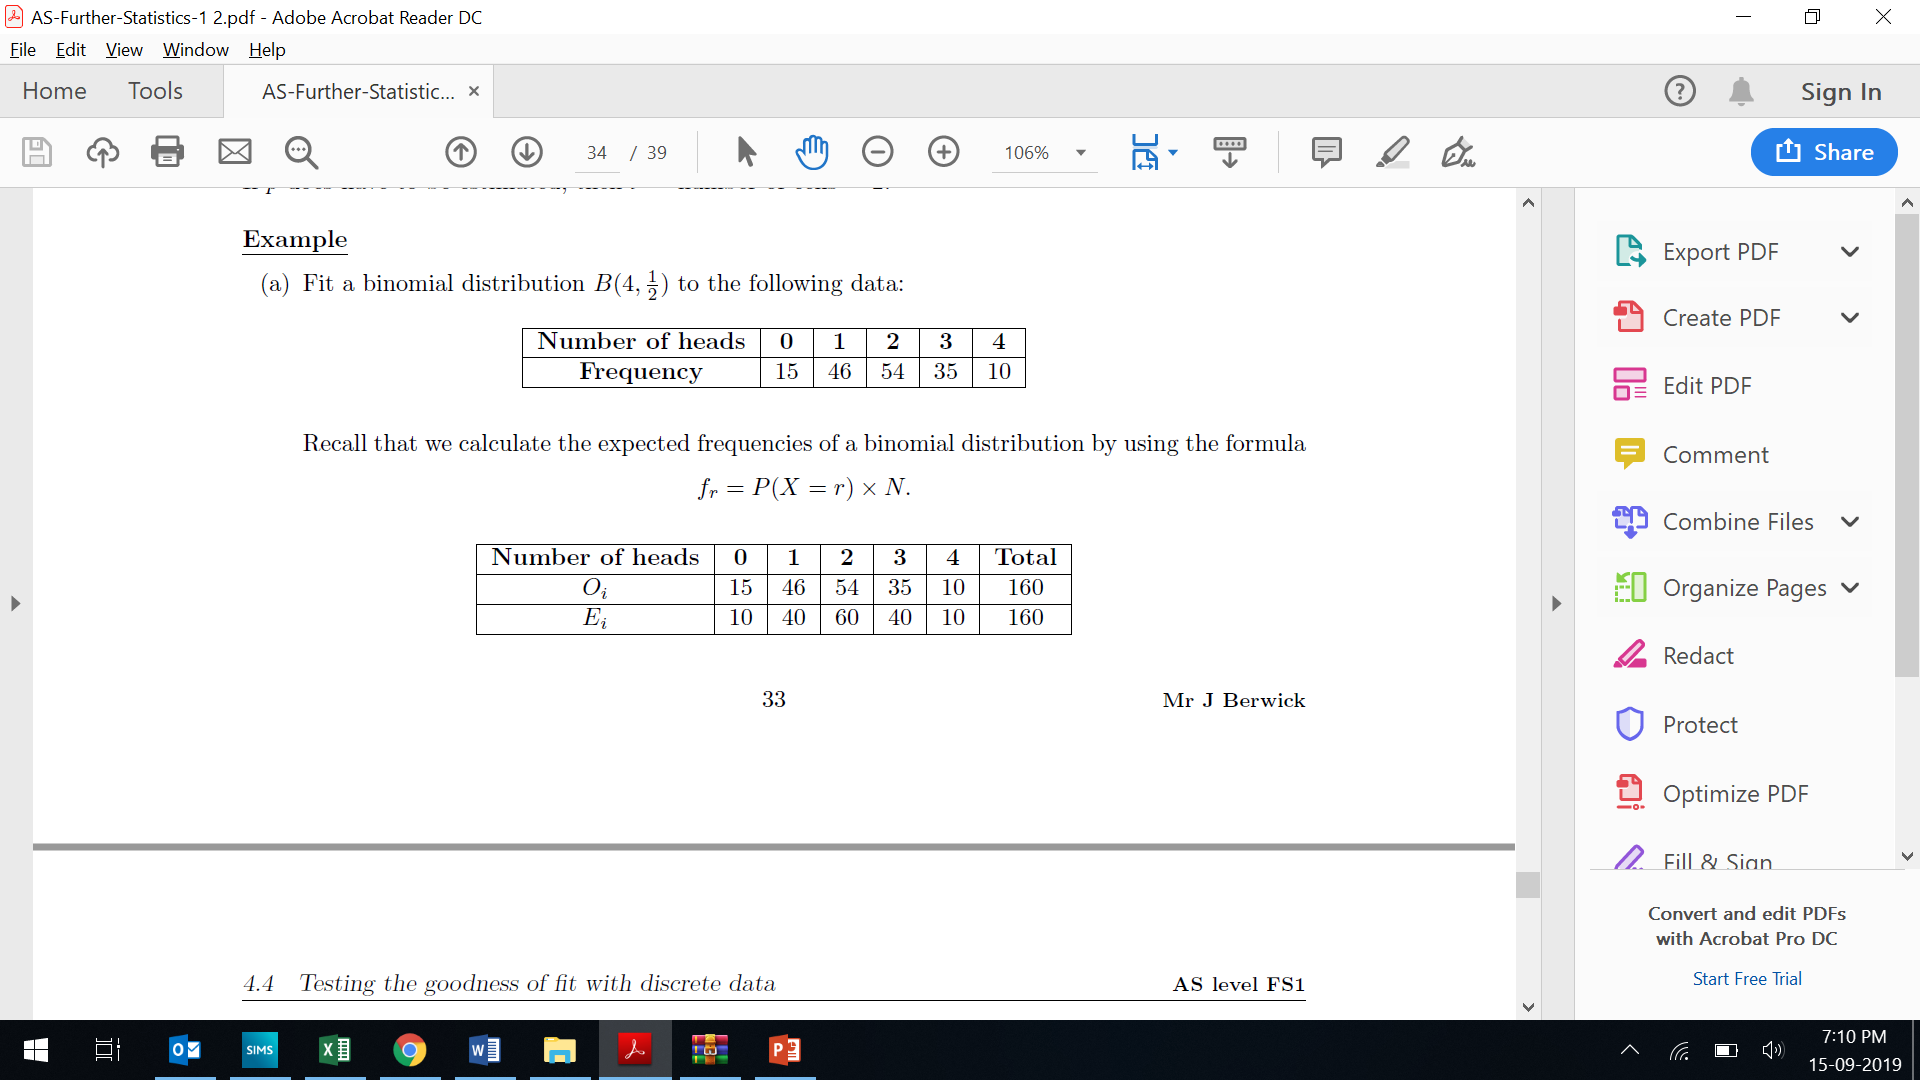 AS-Further-Statistics-1 2.pdf - Adobe Acrobat Reader DC
File Edit View Window Help
Home Tools AS-Further-Statistic... × Sign In
34 / 39 106% Share
Example
(a) Fit a binomial distribution B(4, 1/2) to the following data:
Number of heads 0 1 2 3 4
Frequency 15 46 54 35 10
Recall that we calculate the expected frequencies of a binomial distribution by using the formula
fᵣ = P(X = r) × N.
Number of heads 0 1 2 3 4 Total
Oᵢ 15 46 54 35 10 160
Eᵢ 10 40 60 40 10 160
33 Mr J Berwick
4.4 Testing the goodness of fit with discrete data AS level FS1
Export PDF
Create PDF
Edit PDF
Comment
Combine Files
Organize Pages
Redact
Protect
Optimize PDF
Fill & Sign
Convert and edit PDFs
with Acrobat Pro DC
Start Free Trial
SIMS
7:10 PM
15-09-2019